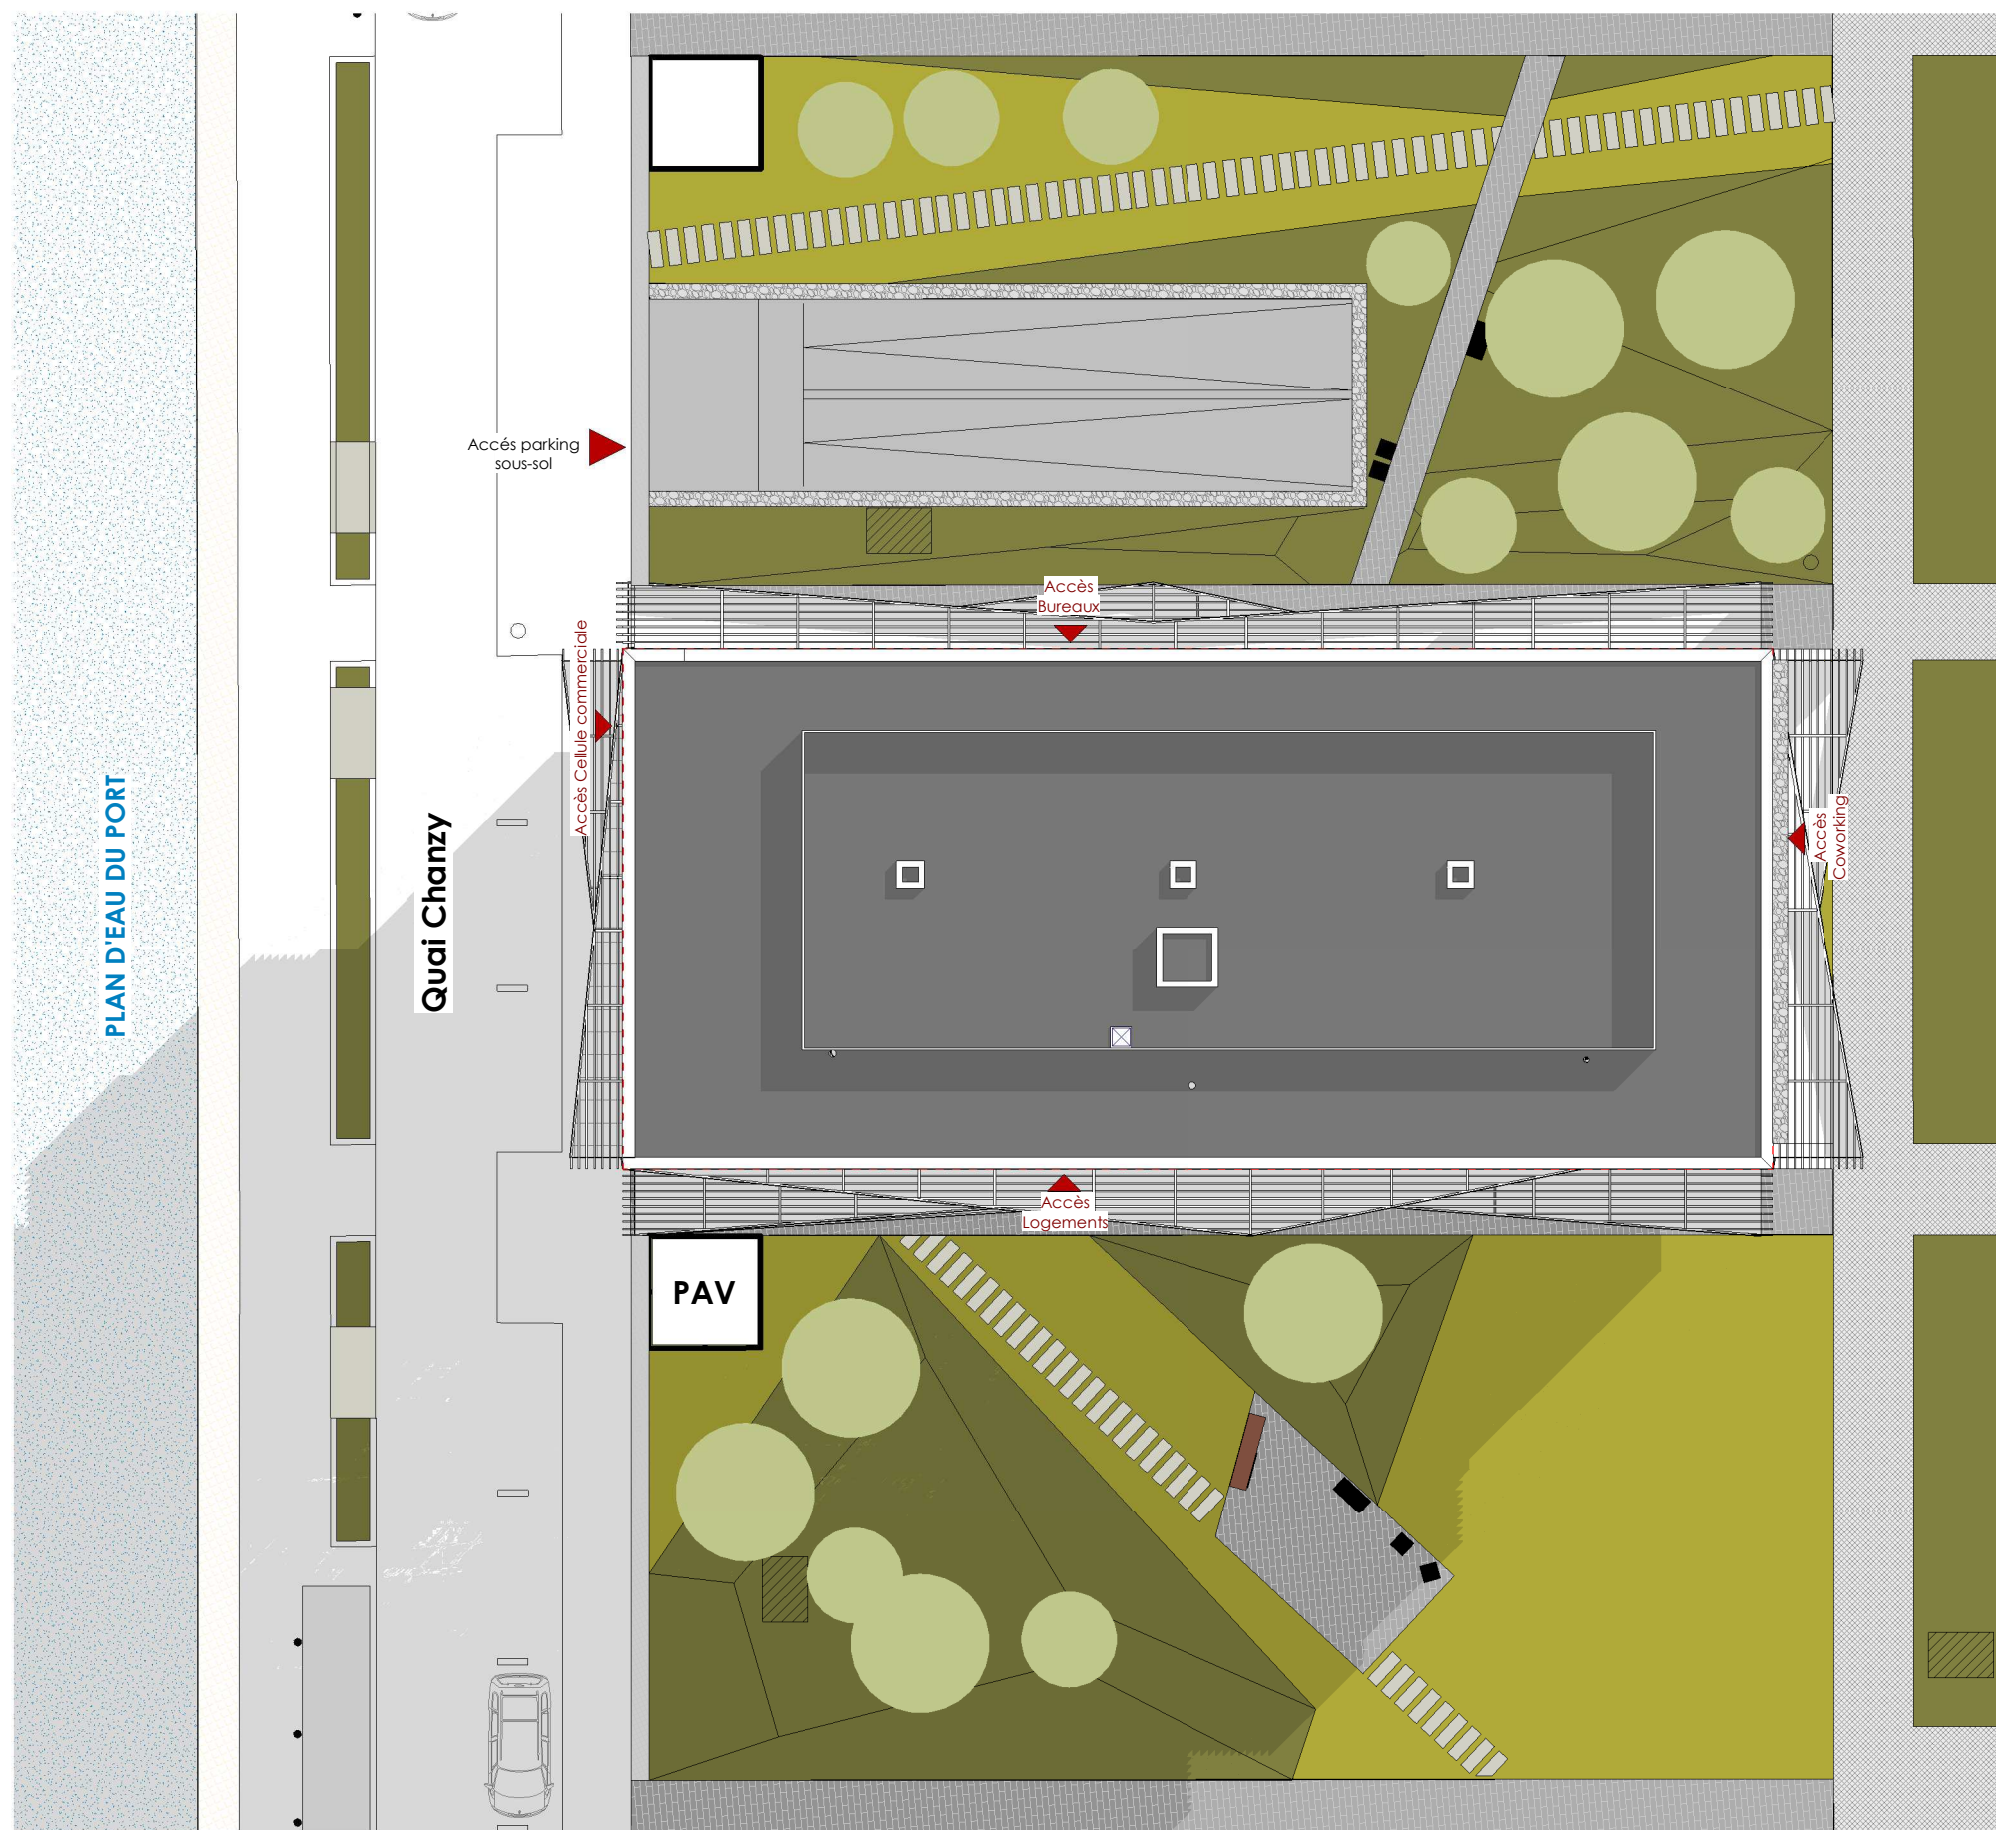 Accés parking
sous-sol
Accès
Bureaux
Accès Cellule commerciale
PLAN D'EAU DU PORT
Quai Chanzy
Accès
Coworking
Accès
Logements
PAV